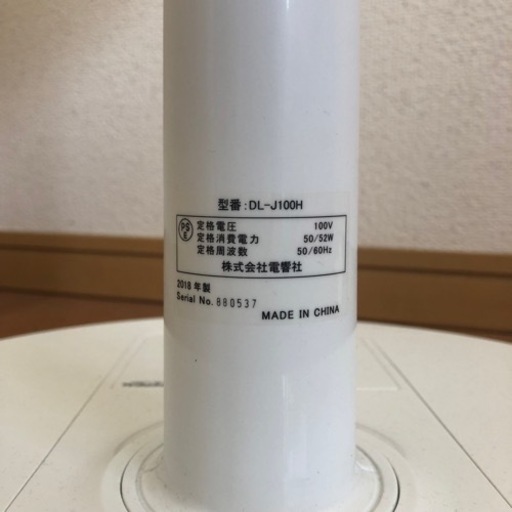 型番:DL-J100H
PS
E
定格電圧 100V
定格消費電力 50/52W
定格周波数 50/60Hz
株式会社電響社
2018 年製
Serial No. 880537
MADE IN CHINA